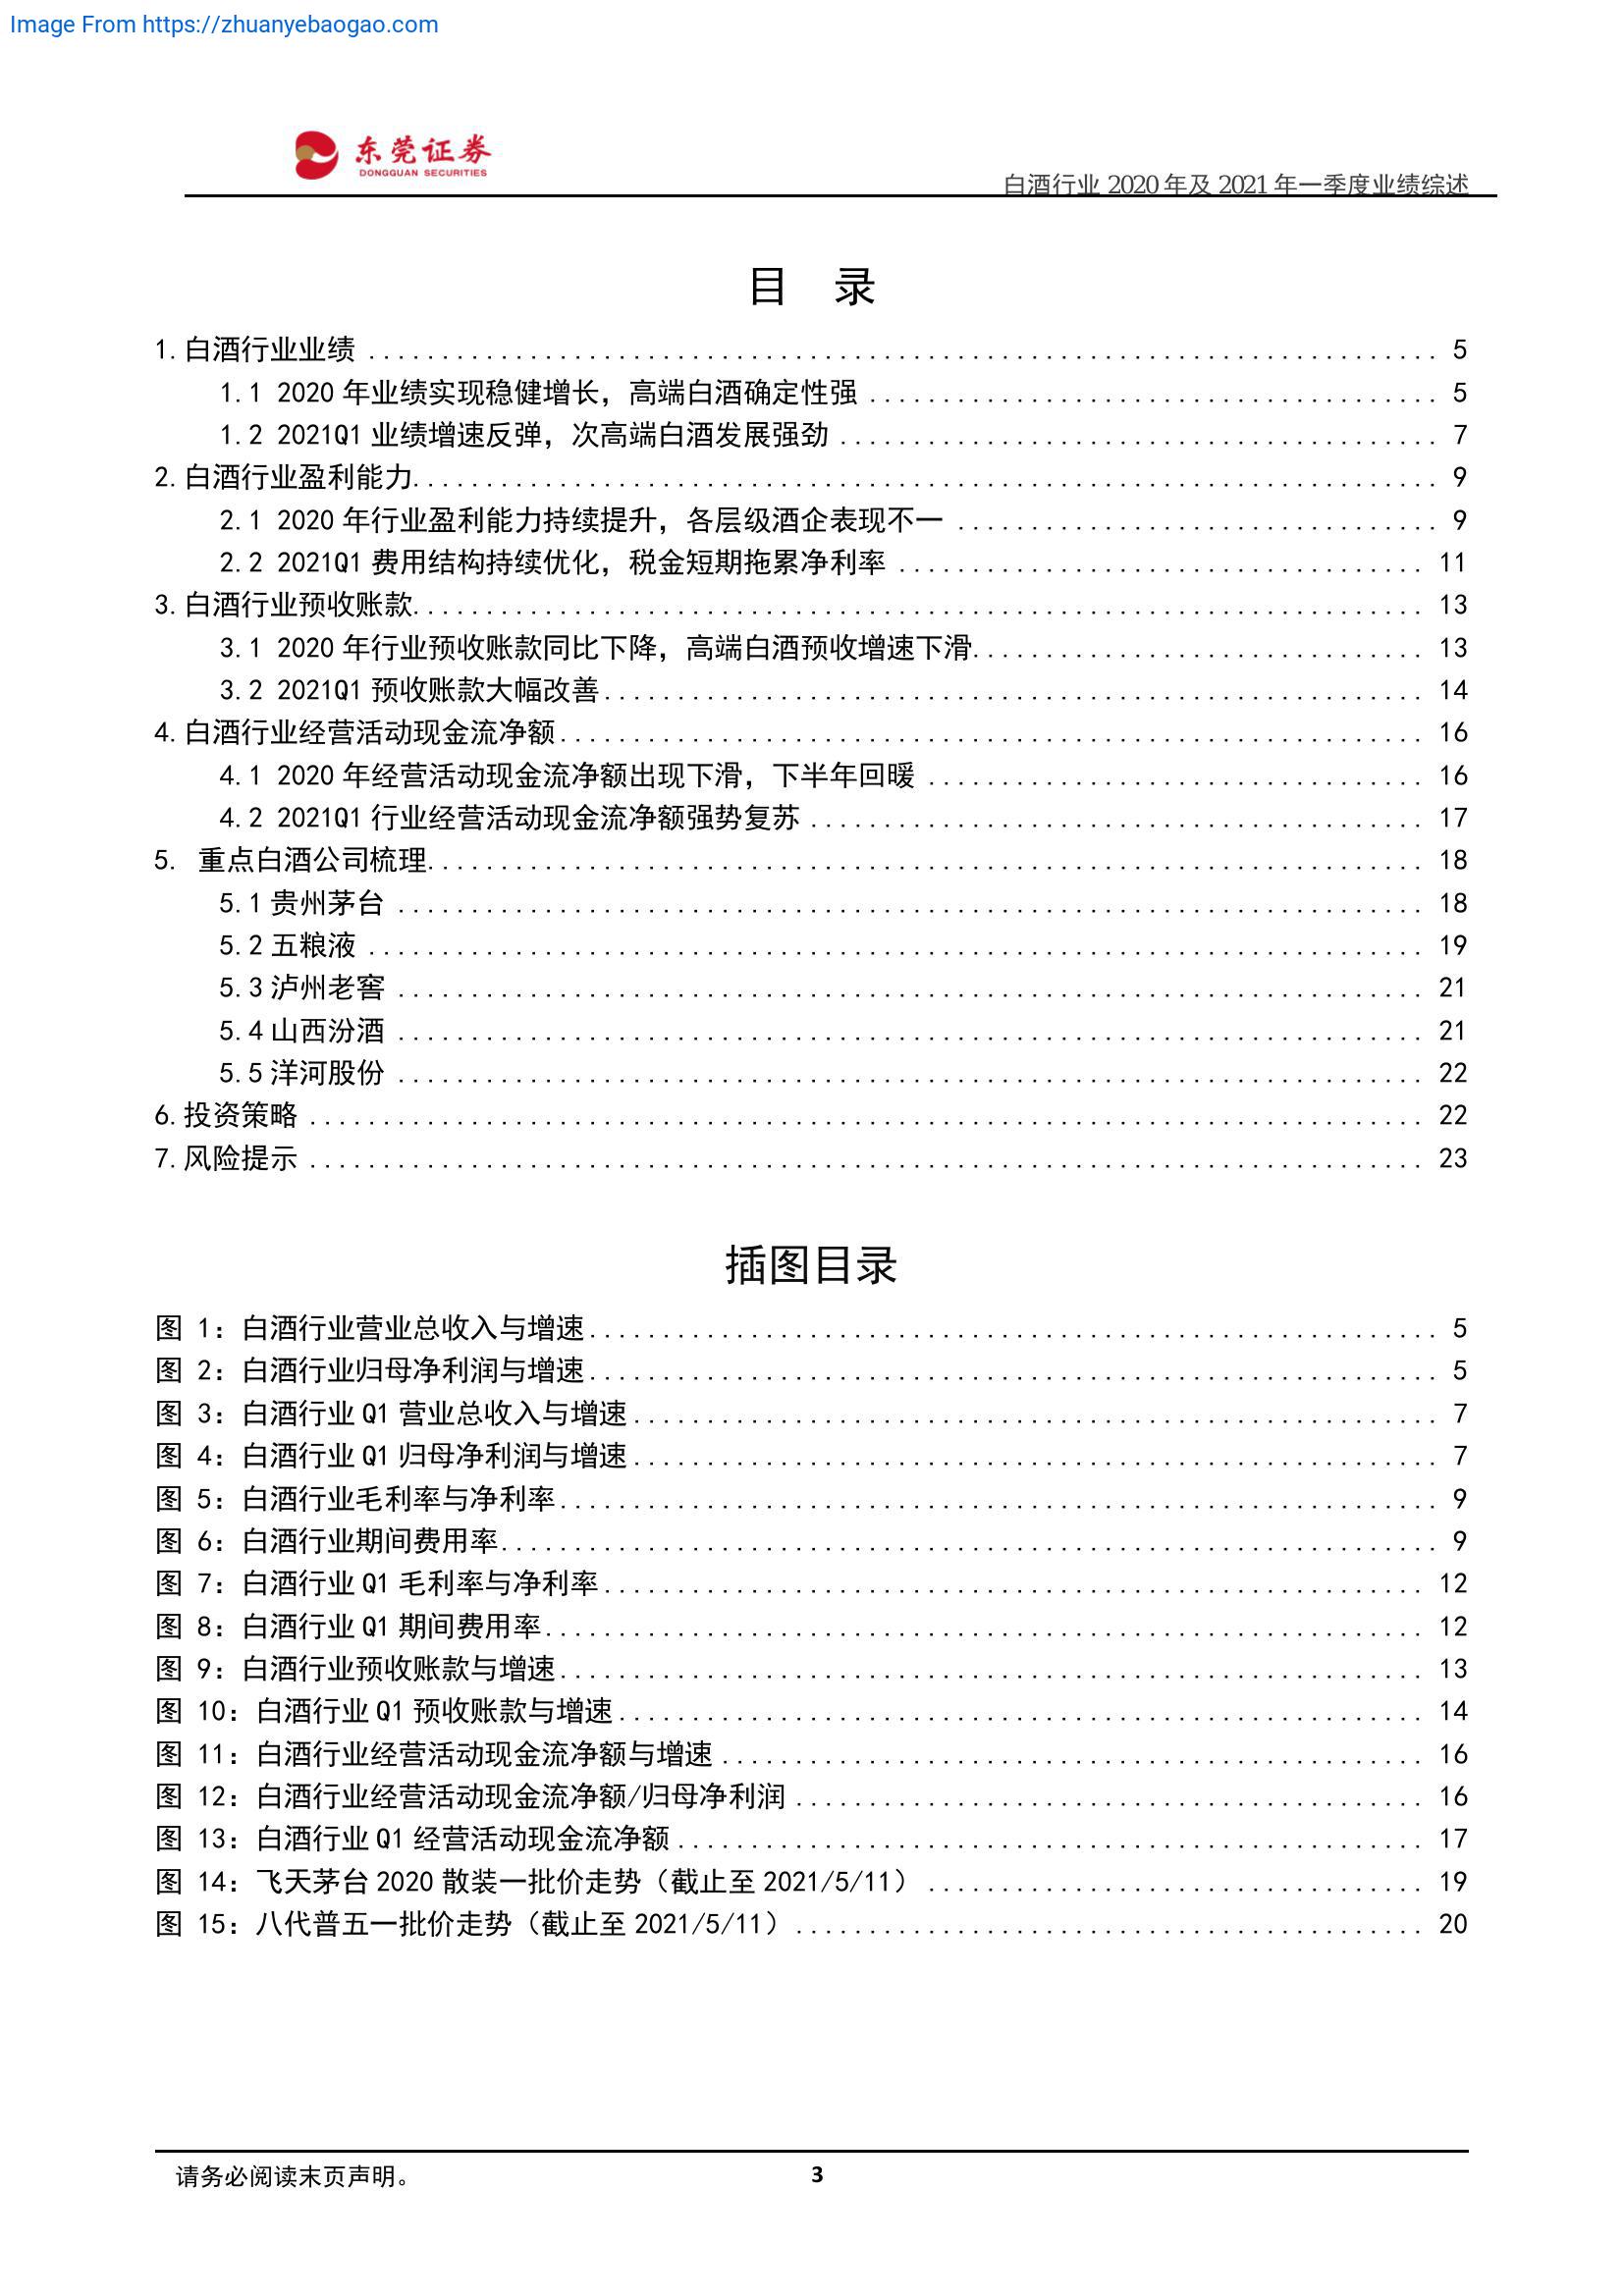 Image From https://zhuanyebaogao.com
东莞证券
DONGGUAN SECURITIES
白酒行业 2020 年及 2021 年一季度业绩综述
目 录
1.白酒行业业绩 ........................................ 5
1.1 2020 年业绩实现稳健增长，高端白酒确定性强 ........................................ 5
1.2 2021Q1 业绩增速反弹，次高端白酒发展强劲 ........................................ 7
2.白酒行业盈利能力........................................ 9
2.1 2020 年行业盈利能力持续提升，各层级酒企表现不一 ........................................ 9
2.2 2021Q1 费用结构持续优化，税金短期拖累净利率 ........................................ 11
3.白酒行业预收账款........................................ 13
3.1 2020 年行业预收账款同比下降，高端白酒预收增速下滑........................................ 13
3.2 2021Q1 预收账款大幅改善........................................ 14
4.白酒行业经营活动现金流净额........................................ 16
4.1 2020 年经营活动现金流净额出现下滑，下半年回暖 ........................................ 16
4.2 2021Q1 行业经营活动现金流净额强势复苏 ........................................ 17
5. 重点白酒公司梳理........................................ 18
5.1 贵州茅台 ........................................ 18
5.2 五粮液 ........................................ 19
5.3 泸州老窖 ........................................ 21
5.4 山西汾酒 ........................................ 21
5.5 洋河股份 ........................................ 22
6.投资策略 ........................................ 22
7.风险提示 ........................................ 23
插图目录
图 1：白酒行业营业总收入与增速........................................ 5
图 2：白酒行业归母净利润与增速........................................ 5
图 3：白酒行业 Q1 营业总收入与增速........................................ 7
图 4：白酒行业 Q1 归母净利润与增速........................................ 7
图 5：白酒行业毛利率与净利率........................................ 9
图 6：白酒行业期间费用率........................................ 9
图 7：白酒行业 Q1 毛利率与净利率........................................ 12
图 8：白酒行业 Q1 期间费用率........................................ 12
图 9：白酒行业预收账款与增速........................................ 13
图 10：白酒行业 Q1 预收账款与增速........................................ 14
图 11：白酒行业经营活动现金流净额与增速 ........................................ 16
图 12：白酒行业经营活动现金流净额/归母净利润 ........................................ 16
图 13：白酒行业 Q1 经营活动现金流净额 ........................................ 17
图 14：飞天茅台 2020 散装一批价走势（截止至 2021/5/11） ........................................ 19
图 15：八代普五一批价走势（截止至 2021/5/11） ........................................ 20
请务必阅读末页声明。
3